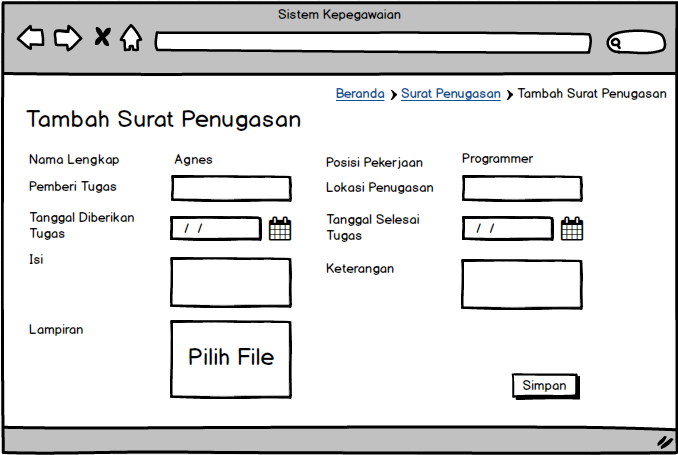 Sistem Kepegawaian
Beranda > Surat Penugasan > Tambah Surat Penugasan
Tambah Surat Penugasan
Nama Lengkap Agnes Posisi Pekerjaan Programmer
Pemberi Tugas Lokasi Penugasan
Tanggal Diberikan Tugas / / Tanggal Selesai Tugas / /
Isi Keterangan
Lampiran Pilih File
Simpan